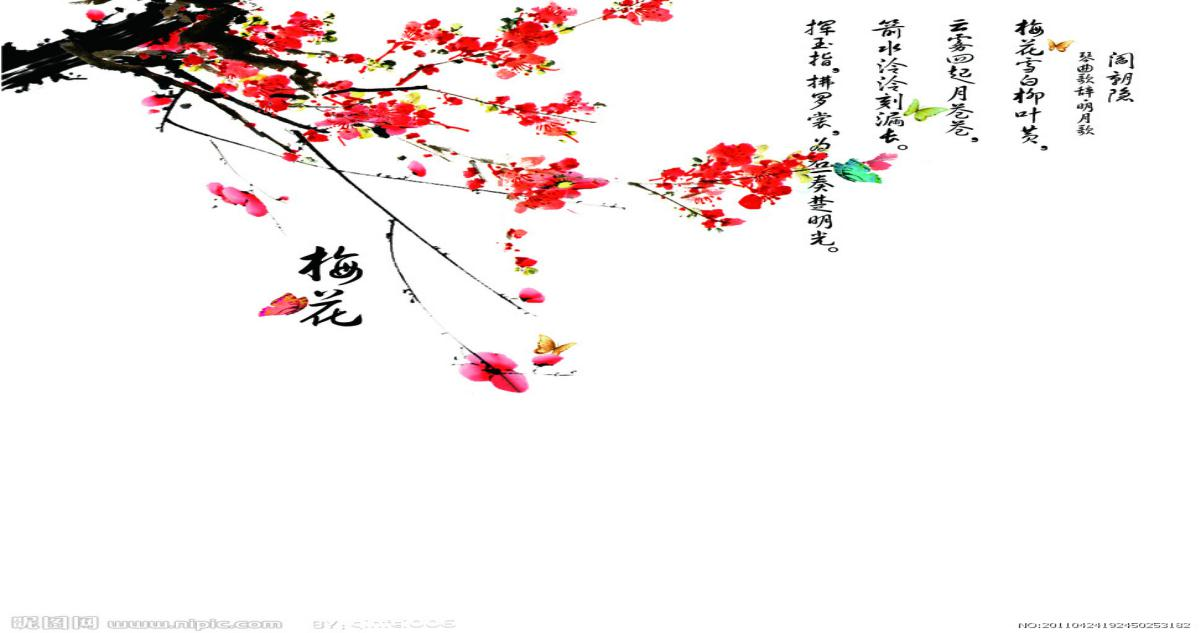 阎朝隐
琴曲歌辞·明月歌
梅花雪白柳叶黄，
云雾四起月苍苍，
箭水泠泠刻漏长。
挥玉指，拂罗裳，为君一奏楚明光。
梅花
昵图网 www.nipic.com
NO:20110424192450253182